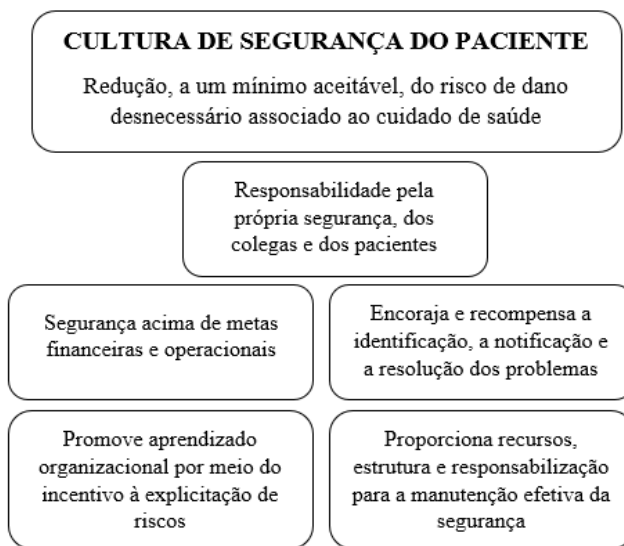 CULTURA DE SEGURANÇA DO PACIENTE
Redução, a um mínimo aceitável, do risco de dano
desnecessário associado ao cuidado de saúde
Responsabilidade pela
própria segurança, dos
colegas e dos pacientes
Segurança acima de metas
financeiras e operacionais
Encoraja e recompensa a
identificação, a notificação e
a resolução dos problemas
Promove aprendizado
organizacional por meio do
incentivo à explicitação de
riscos
Proporciona recursos,
estrutura e responsabilização
para a manutenção efetiva da
segurança